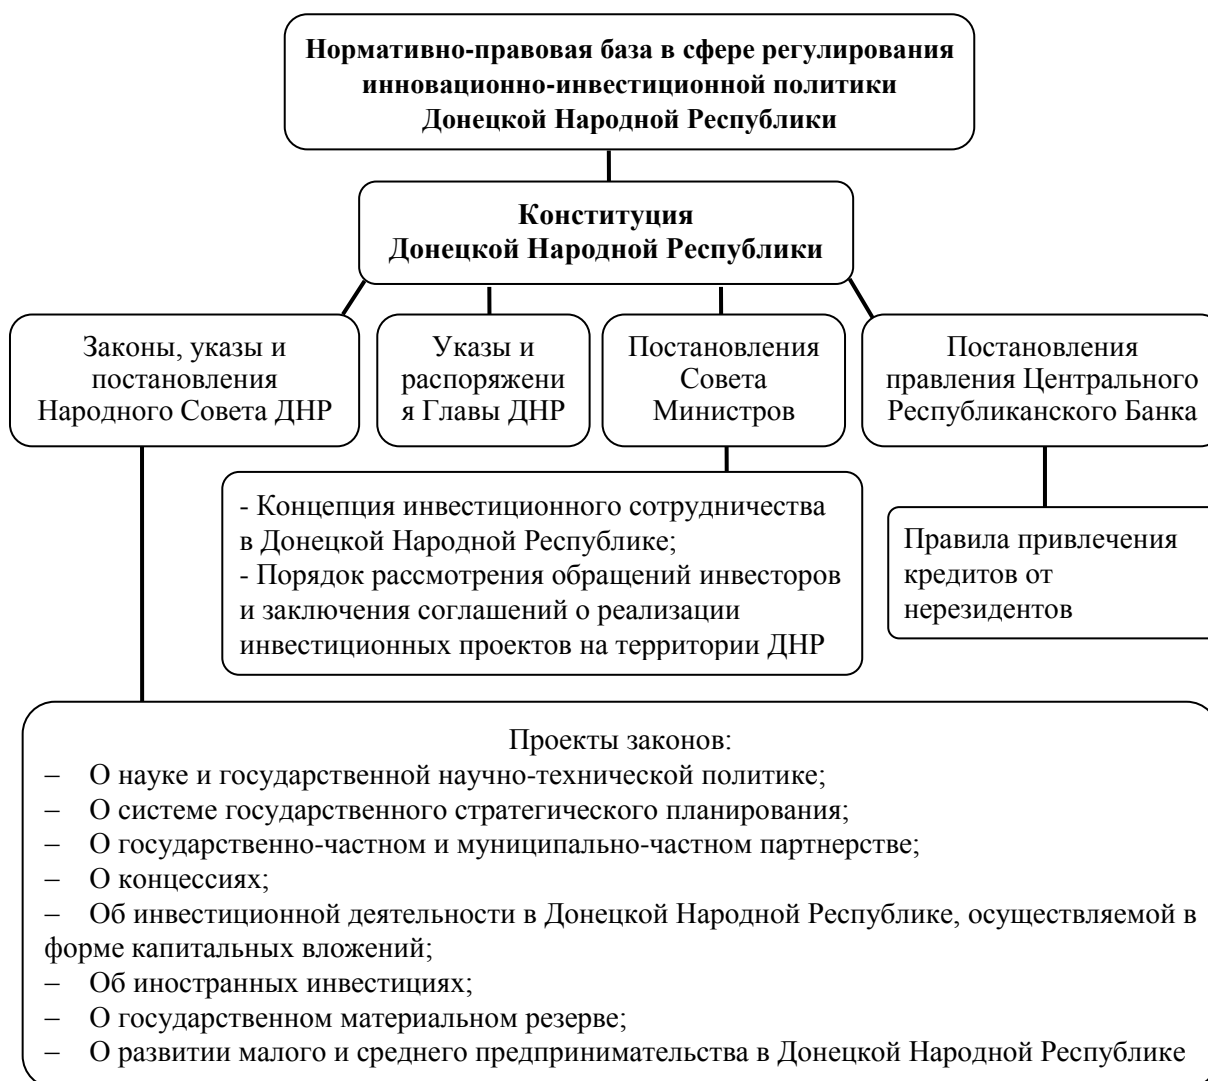 Нормативно-правовая база в сфере регулирования
инновационно-инвестиционной политики
Донецкой Народной Республики
Конституция
Донецкой Народной Республики
Законы, указы и
постановления
Народного Совета ДНР
Указы и
распоряжени
я Главы ДНР
Постановления
Совета
Министров
Постановления
правления Центрального
Республиканского Банка
- Концепция инвестиционного сотрудничества
в Донецкой Народной Республике;
- Порядок рассмотрения обращений инвесторов
и заключения соглашений о реализации
инвестиционных проектов на территории ДНР
Правила привлечения
кредитов от
нерезидентов
Проекты законов:
– О науке и государственной научно-технической политике;
– О системе государственного стратегического планирования;
– О государственно-частном и муниципально-частном партнерстве;
– О концессиях;
– Об инвестиционной деятельности в Донецкой Народной Республике, осуществляемой в
форме капитальных вложений;
– Об иностранных инвестициях;
– О государственном материальном резерве;
– О развитии малого и среднего предпринимательства в Донецкой Народной Республике